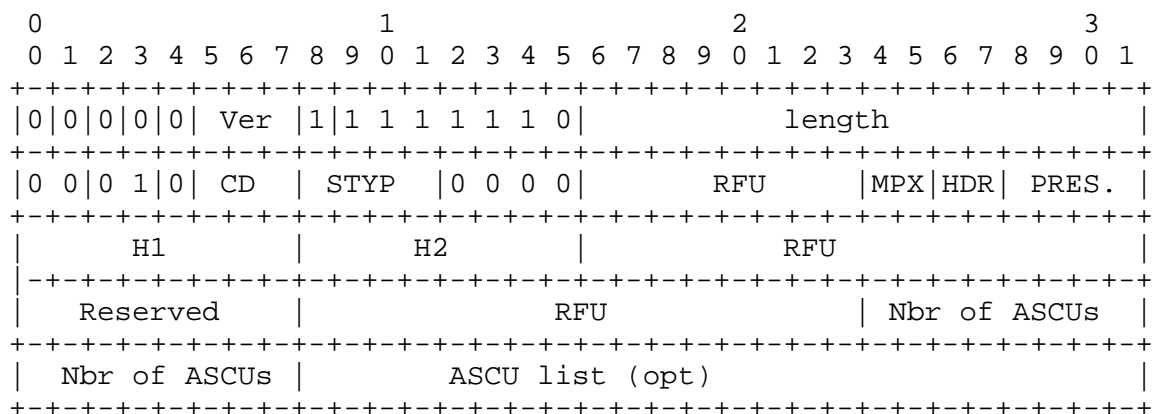 0                   1                   2                   3
 0 1 2 3 4 5 6 7 8 9 0 1 2 3 4 5 6 7 8 9 0 1 2 3 4 5 6 7 8 9 0 1
+-+-+-+-+-+-+-+-+-+-+-+-+-+-+-+-+-+-+-+-+-+-+-+-+-+-+-+-+-+-+-+-+
|0|0|0|0|0| Ver |1|1 1 1 1 1 1 0|           length              |
+-+-+-+-+-+-+-+-+-+-+-+-+-+-+-+-+-+-+-+-+-+-+-+-+-+-+-+-+-+-+-+-+
|0 0|0 1|0| CD  | STYP  |0 0 0 0|       RFU     |MPX|HDR| PRES. |
+-+-+-+-+-+-+-+-+-+-+-+-+-+-+-+-+-+-+-+-+-+-+-+-+-+-+-+-+-+-+-+-+
|      H1       |      H2       |           RFU                 |
|-+-+-+-+-+-+-+-+-+-+-+-+-+-+-+-+-+-+-+-+-+-+-+-+-+-+-+-+-+-+-+-+
|   Reserved    |              RFU              | Nbr of ASCUs  |
+-+-+-+-+-+-+-+-+-+-+-+-+-+-+-+-+-+-+-+-+-+-+-+-+-+-+-+-+-+-+-+-+
|  Nbr of ASCUs |        ASCU list (opt)                        |
+-+-+-+-+-+-+-+-+-+-+-+-+-+-+-+-+-+-+-+-+-+-+-+-+-+-+-+-+-+-+-+-+